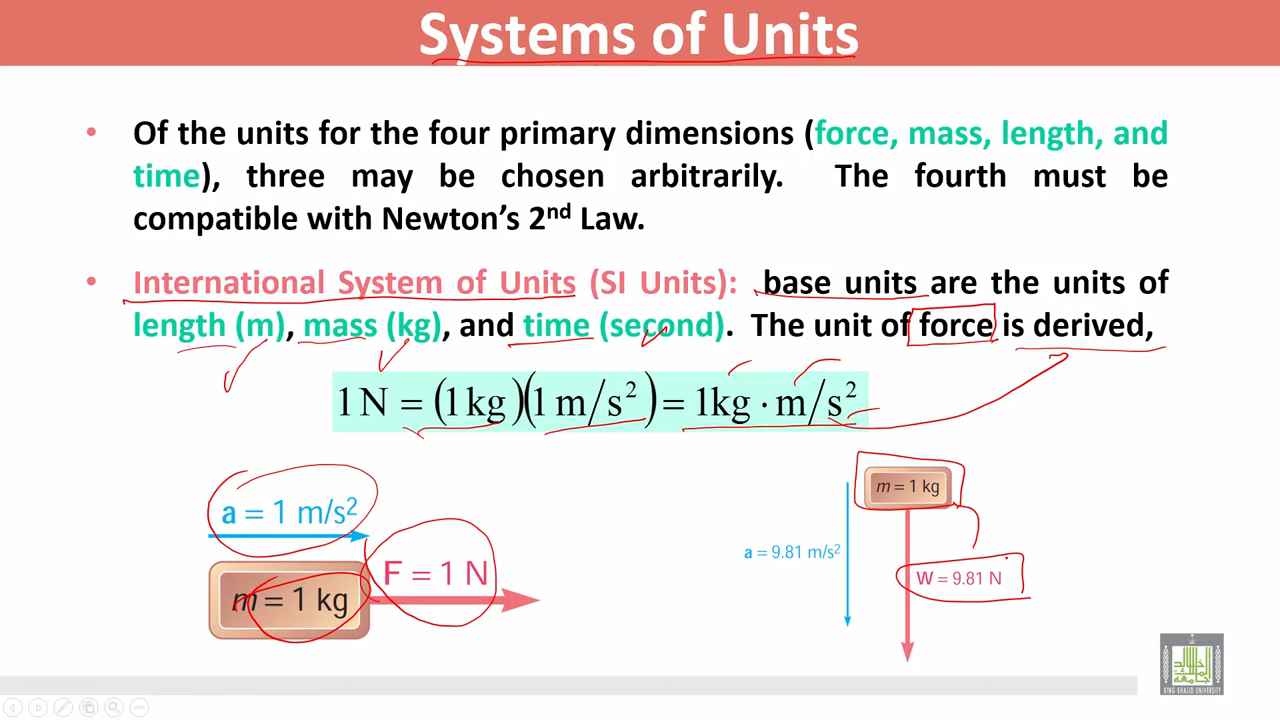 Systems of Units
• Of the units for the four primary dimensions (force, mass, length, and
time), three may be chosen arbitrarily. The fourth must be
compatible with Newton's 2nd Law.
• International System of Units (SI Units): base units are the units of
length (m), mass (kg), and time (second). The unit of force is derived,
1 N = (1 kg)(1 m/s²) = 1 kg · m/s²
a = 1 m/s²
m = 1 kg
F = 1 N
m = 1 kg
a = 9.81 m/s²
W = 9.81 N
KING KHALID UNIVERSITY